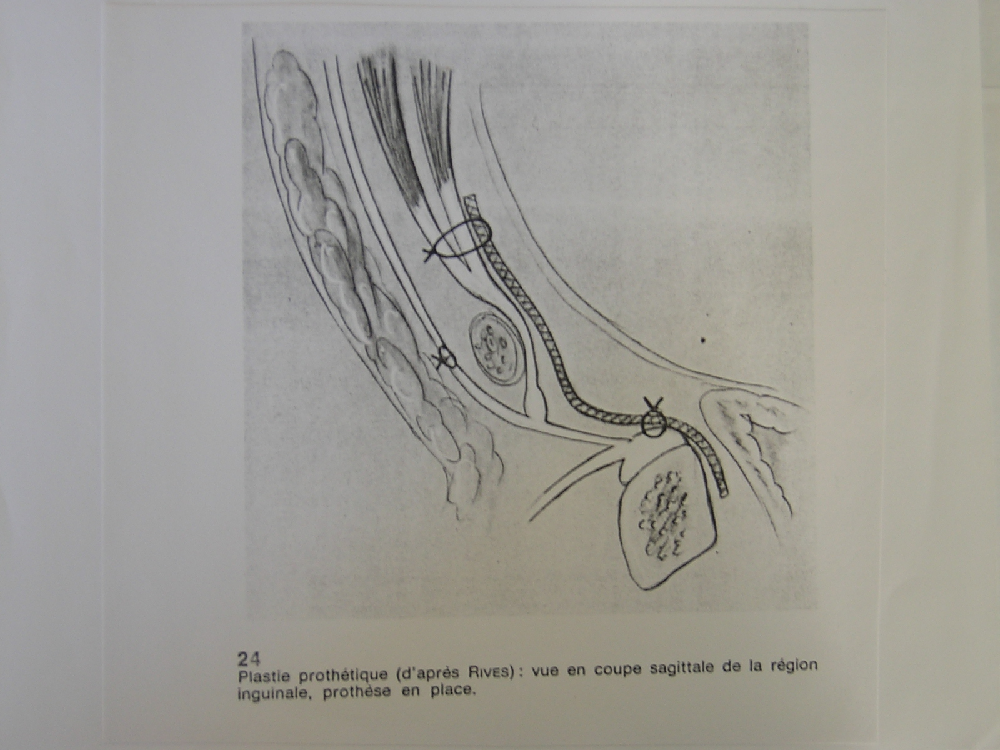 24
Plastie prothétique (d'après RIVES) : vue en coupe sagittale de la région
inguinale, prothèse en place.